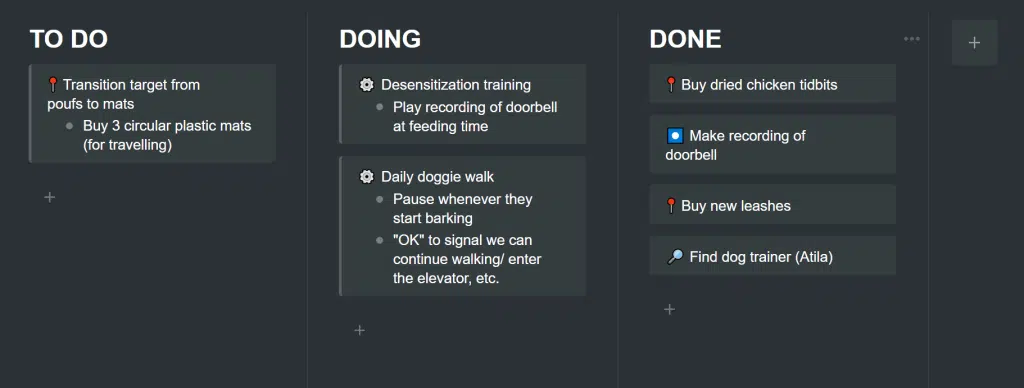 TO DO
📍 Transition target from
poufs to mats
Buy 3 circular plastic mats
(for travelling)
DOING
⚙ Desensitization training
Play recording of doorbell
at feeding time
⚙ Daily doggie walk
Pause whenever they
start barking
"OK" to signal we can
continue walking/ enter
the elevator, etc.
DONE
📍 Buy dried chicken tidbits
⏺ Make recording of
doorbell
📍 Buy new leashes
🔎 Find dog trainer (Atila)